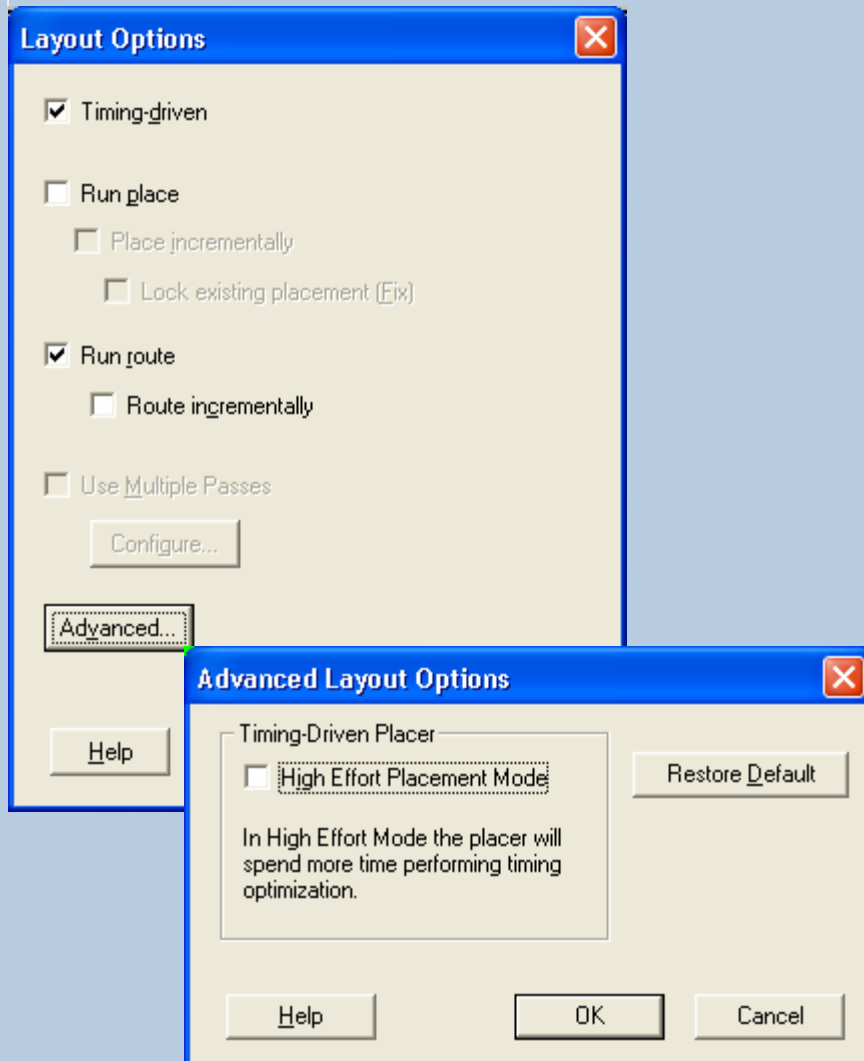 Layout Options
Timing-driven
Run place
Place incrementally
Lock existing placement (Fix)
Run route
Route incrementally
Use Multiple Passes
Configure...
Advanced...
Help
Advanced Layout Options
Timing-Driven Placer
High Effort Placement Mode
In High Effort Mode the placer will
spend more time performing timing
optimization.
Restore Default
Help
OK
Cancel